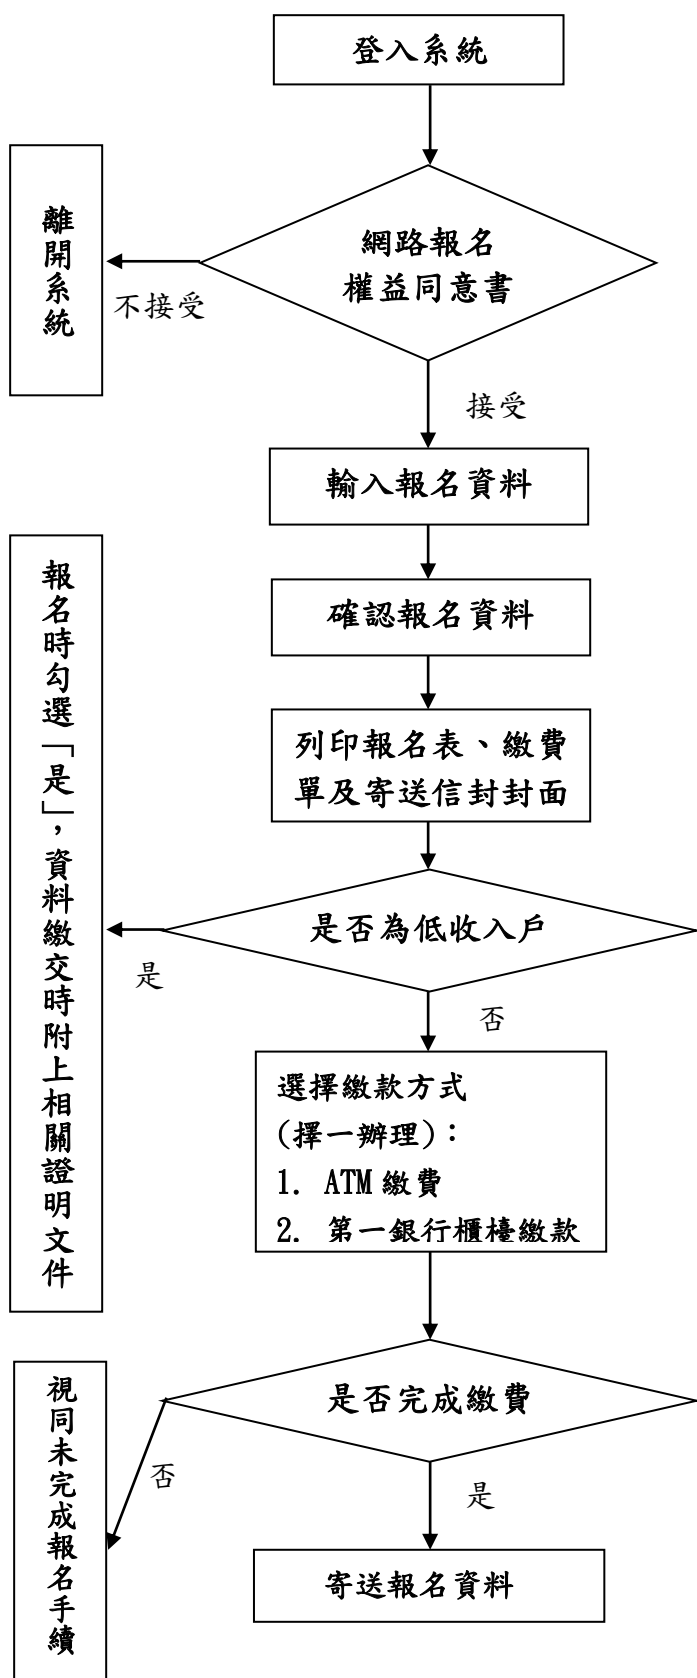 登入系統
網路報名
權益同意書
離開系統
不接受
接受
輸入報名資料
確認報名資料
列印報名表、繳費
單及寄送信封封面
是否為低收入戶
報名時勾選「是」，資料繳交時附上相關證明文件
是
否
選擇繳款方式
(擇一辦理)：
1. ATM 繳費
2. 第一銀行櫃檯繳款
是否完成繳費
視同未完成報名手續
否
是
寄送報名資料